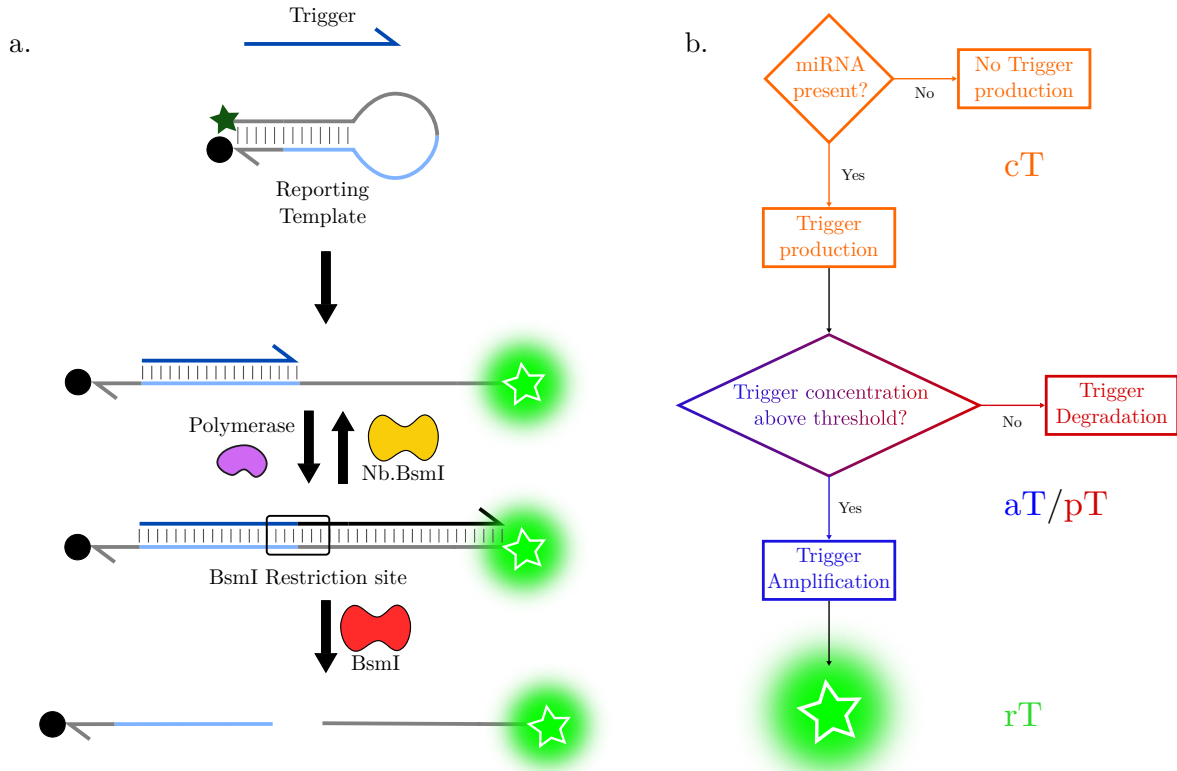 a.
Trigger
Reporting
Template
Polymerase
Nb.BsmI
BsmI Restriction site
BsmI
b.
miRNA
present?
No
No Trigger
production
cT
Yes
Trigger
production
Trigger concentration
above threshold?
No
Trigger
Degradation
Yes
aT/pT
Trigger
Amplification
rT